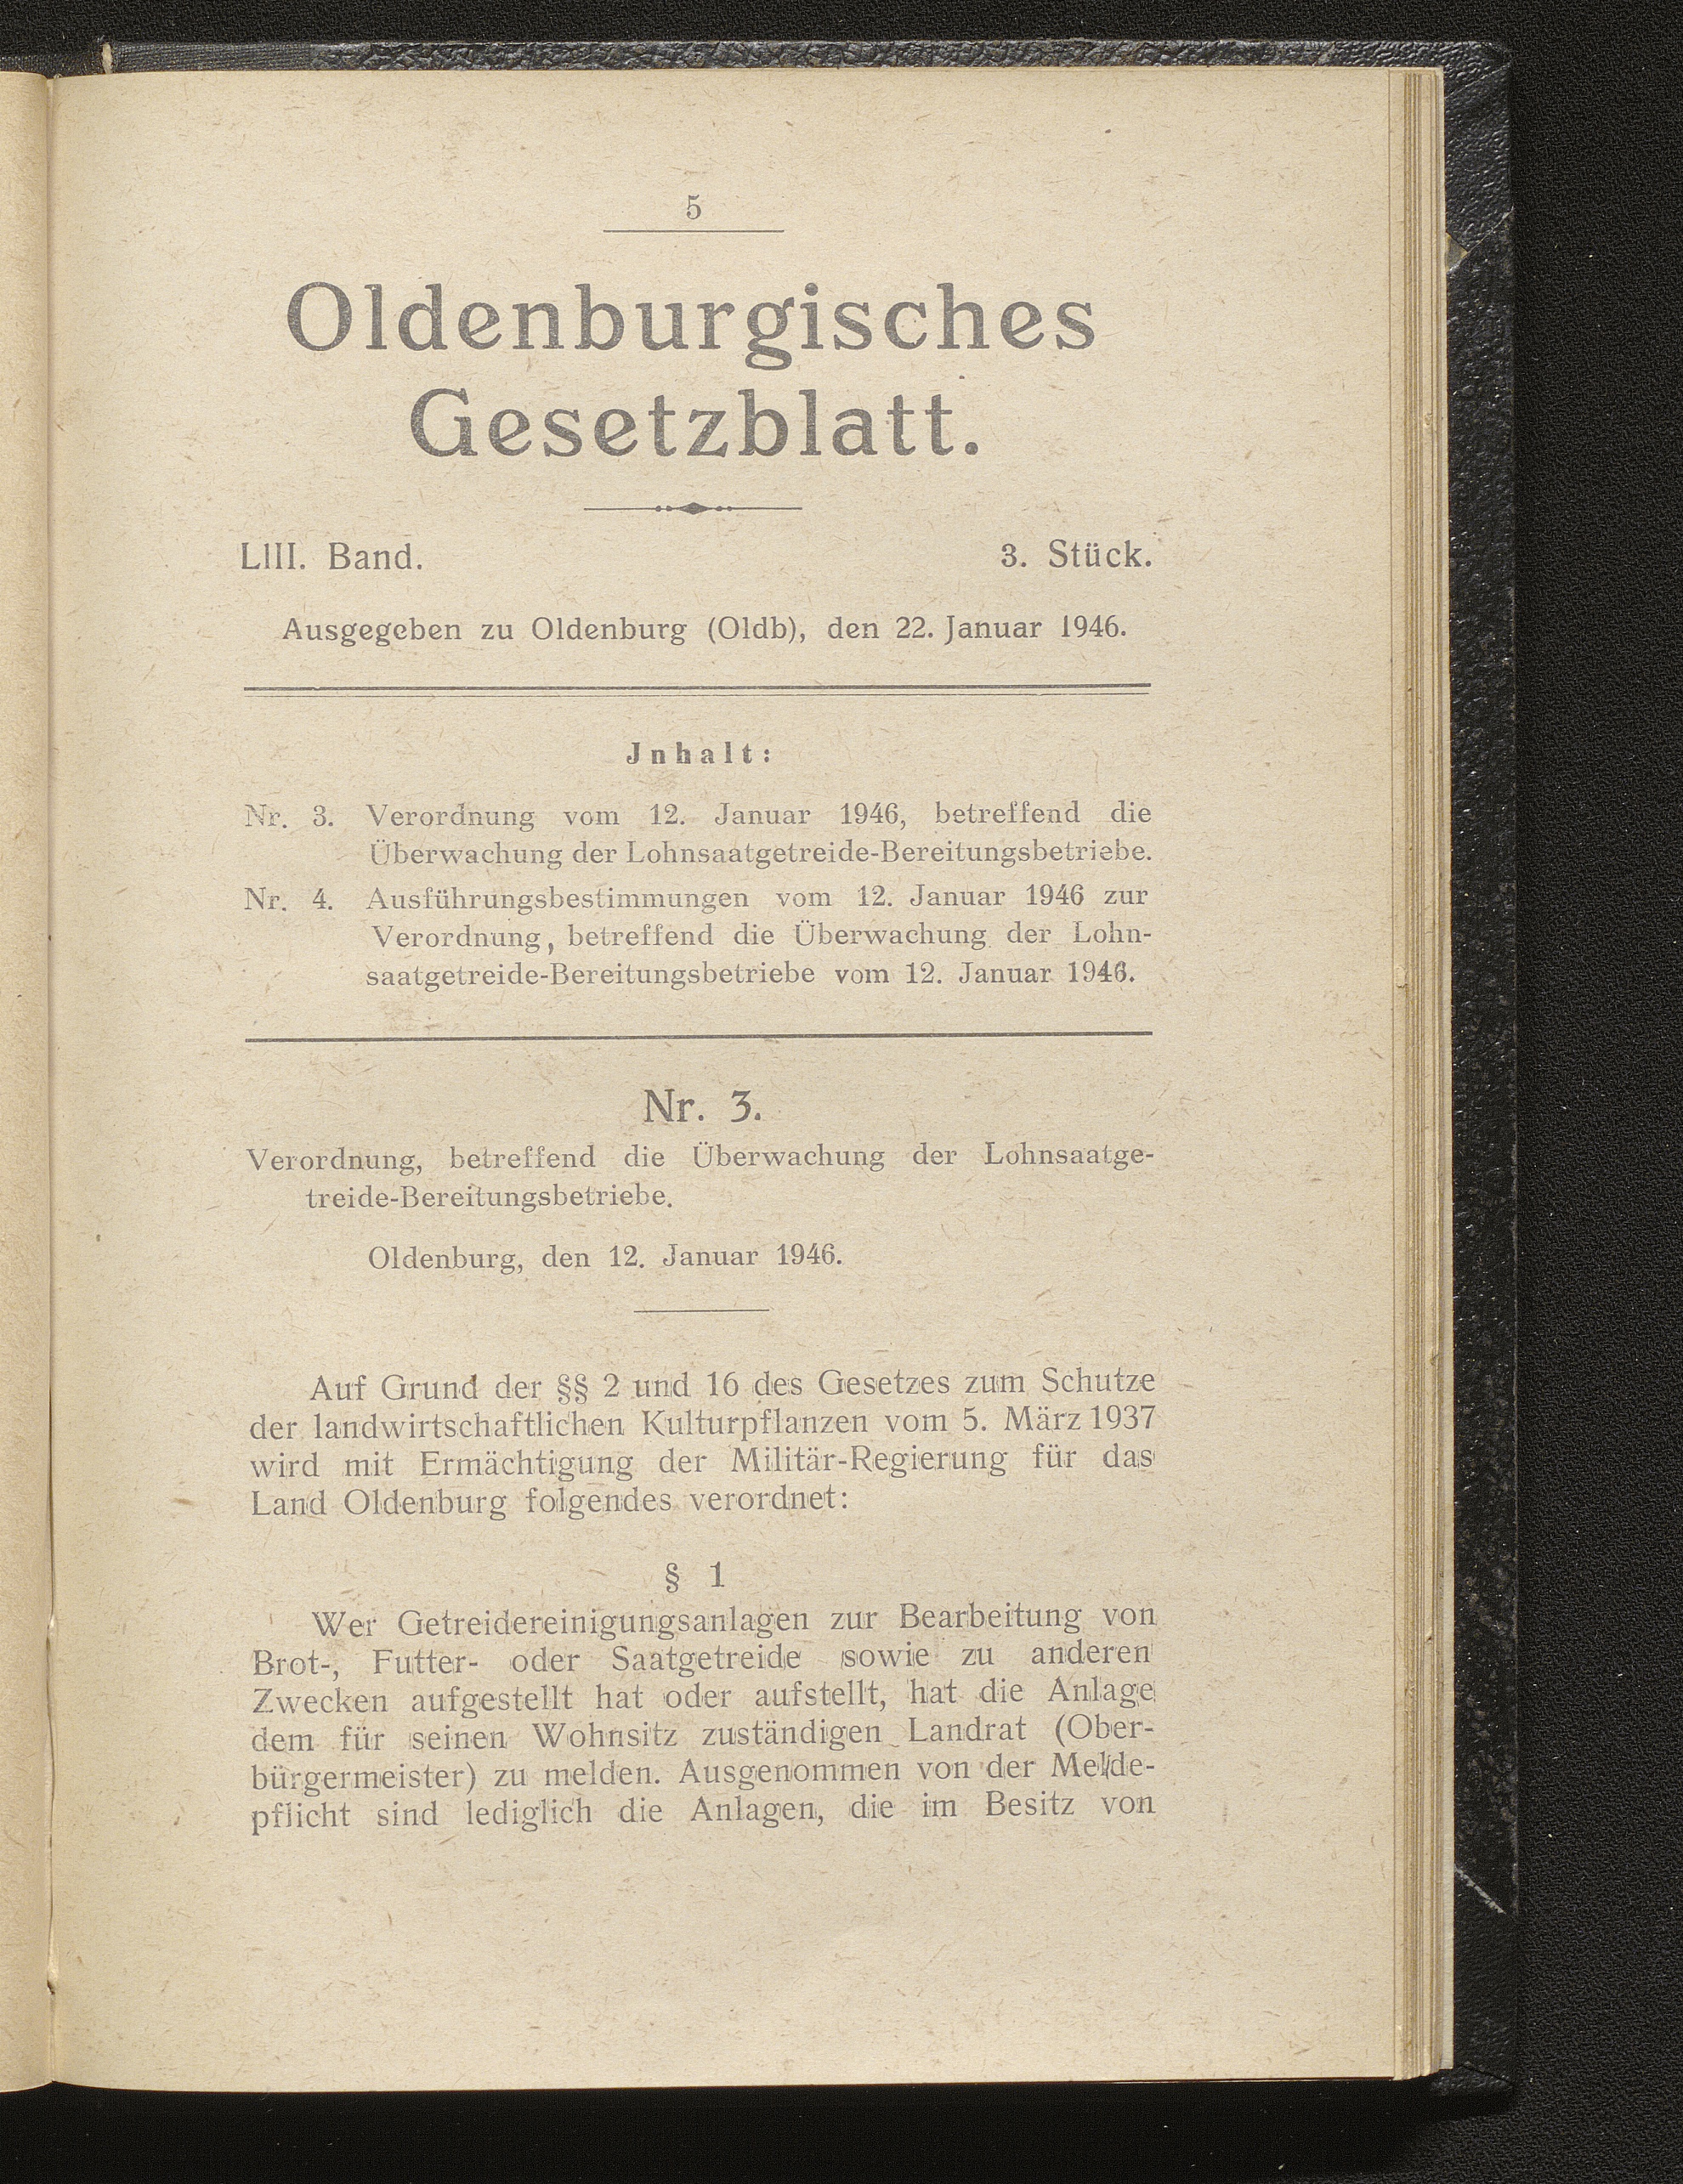 5
Oldenburgisches
Gesetzblatt.
LIII. Band. 3. Stück.
Ausgegeben zu Oldenburg (Oldb), den 22. Januar 1946.
Jnhalt:
Nr. 3. Verordnung vom 12. Januar 1946, betreffend die
Überwachung der Lohnsaatgetreide-Bereitungsbetriebe.
Nr. 4. Ausführungsbestimmungen vom 12. Januar 1946 zur
Verordnung, betreffend die Überwachung der Lohn-
saatgetreide-Bereitungsbetriebe vom 12. Januar 1946.
Nr. 3.
Verordnung, betreffend die Überwachung der Lohnsaatge-
treide-Bereitungsbetriebe.
Oldenburg, den 12. Januar 1946.
Auf Grund der §§ 2 und 16 des Gesetzes zum Schutze
der landwirtschaftlichen Kulturpflanzen vom 5. März 1937
wird mit Ermächtigung der Militär-Regierung für das
Land Oldenburg folgendes verordnet:
§ 1
Wer Getreidereinigungsanlagen zur Bearbeitung von
Brot-, Futter- oder Saatgetreide sowie zu anderen
Zwecken aufgestellt hat oder aufstellt, hat die Anlage
dem für seinen Wohnsitz zuständigen Landrat (Ober-
bürgermeister) zu melden. Ausgenommen von der Melde-
pflicht sind lediglich die Anlagen, die im Besitz von